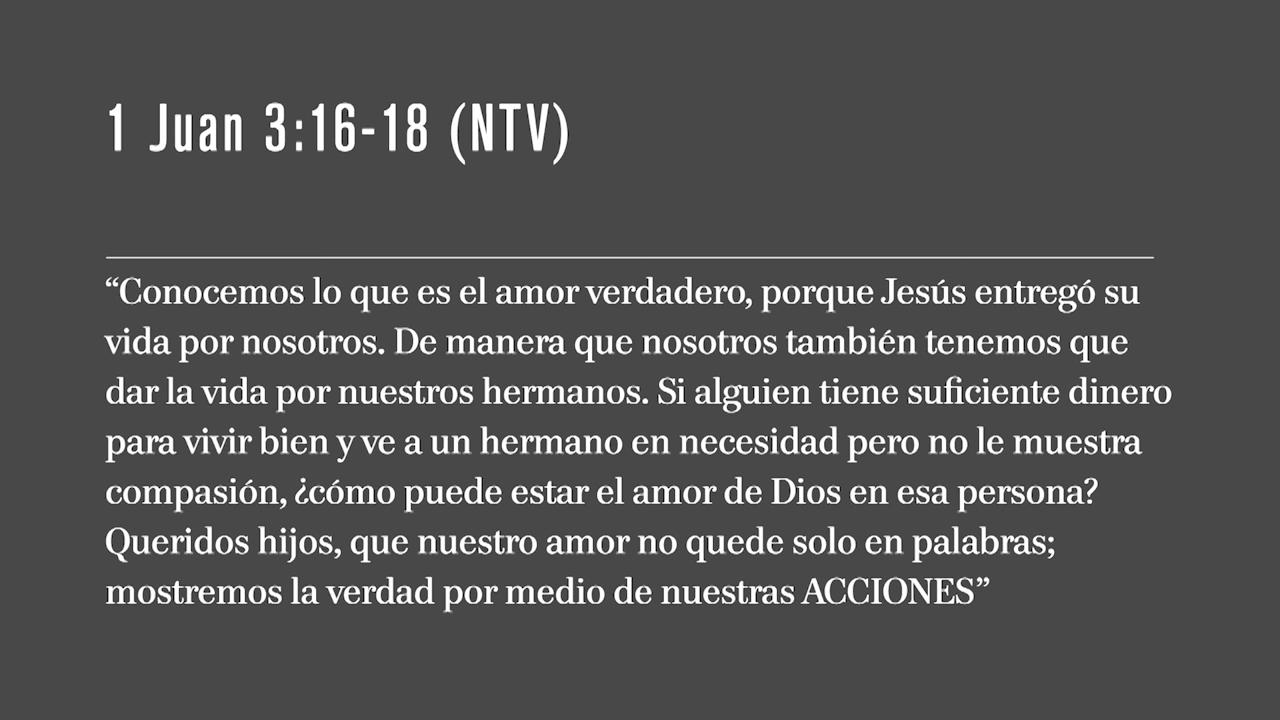 1 Juan 3:16-18 (NTV)
“Conocemos lo que es el amor verdadero, porque Jesús entregó su
vida por nosotros. De manera que nosotros también tenemos que
dar la vida por nuestros hermanos. Si alguien tiene suficiente dinero
para vivir bien y ve a un hermano en necesidad pero no le muestra
compasión, ¿cómo puede estar el amor de Dios en esa persona?
Queridos hijos, que nuestro amor no quede solo en palabras;
mostremos la verdad por medio de nuestras ACCIONES”